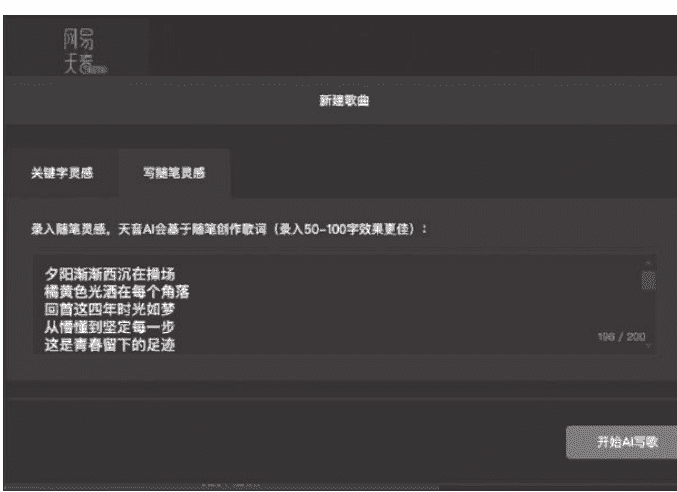 网易
天音
新建歌曲
关键字灵感
写随笔灵感
录入随笔灵感，天音AI会基于随笔创作歌词（录入50-100字效果更佳）：
夕阳渐渐西沉在操场
橘黄色光洒在每个角落
回首这四年时光如梦
从懵懂到坚定每一步
这是青春留下的足迹
196 / 200
开始AI写歌